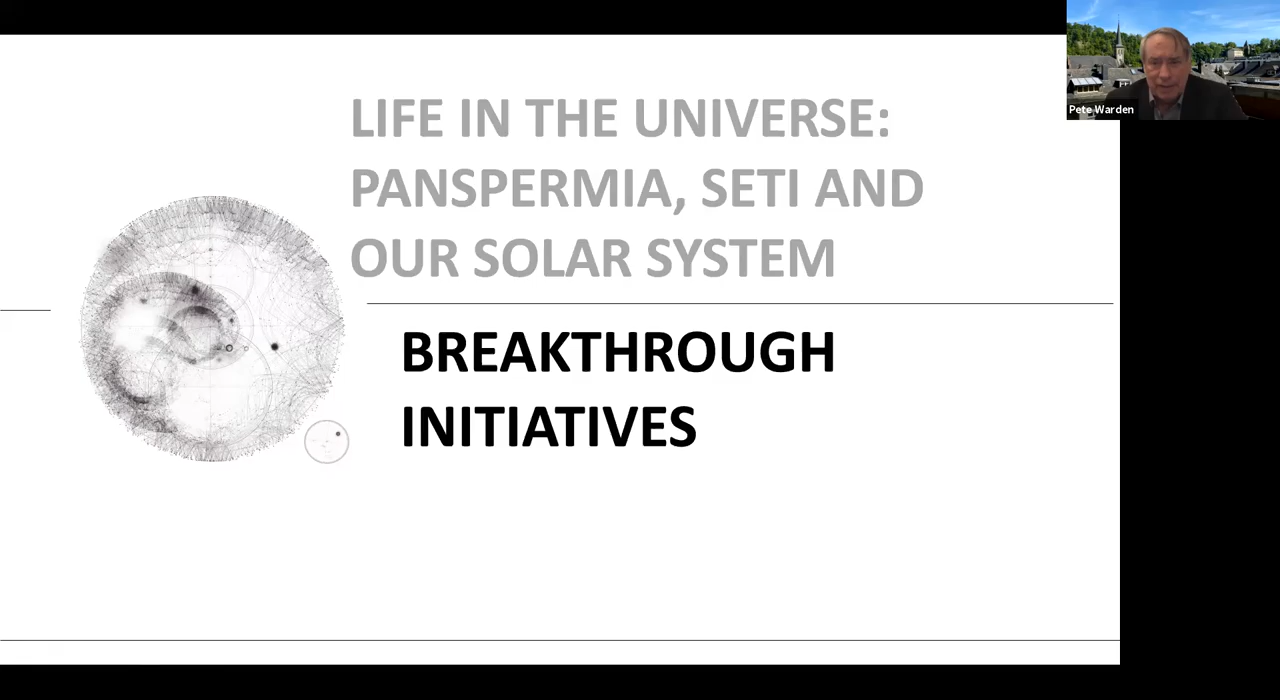 LIFE IN THE UNIVERSE:
PANSPERMIA, SETI AND
OUR SOLAR SYSTEM
BREAKTHROUGH
INITIATIVES
Pete Warden